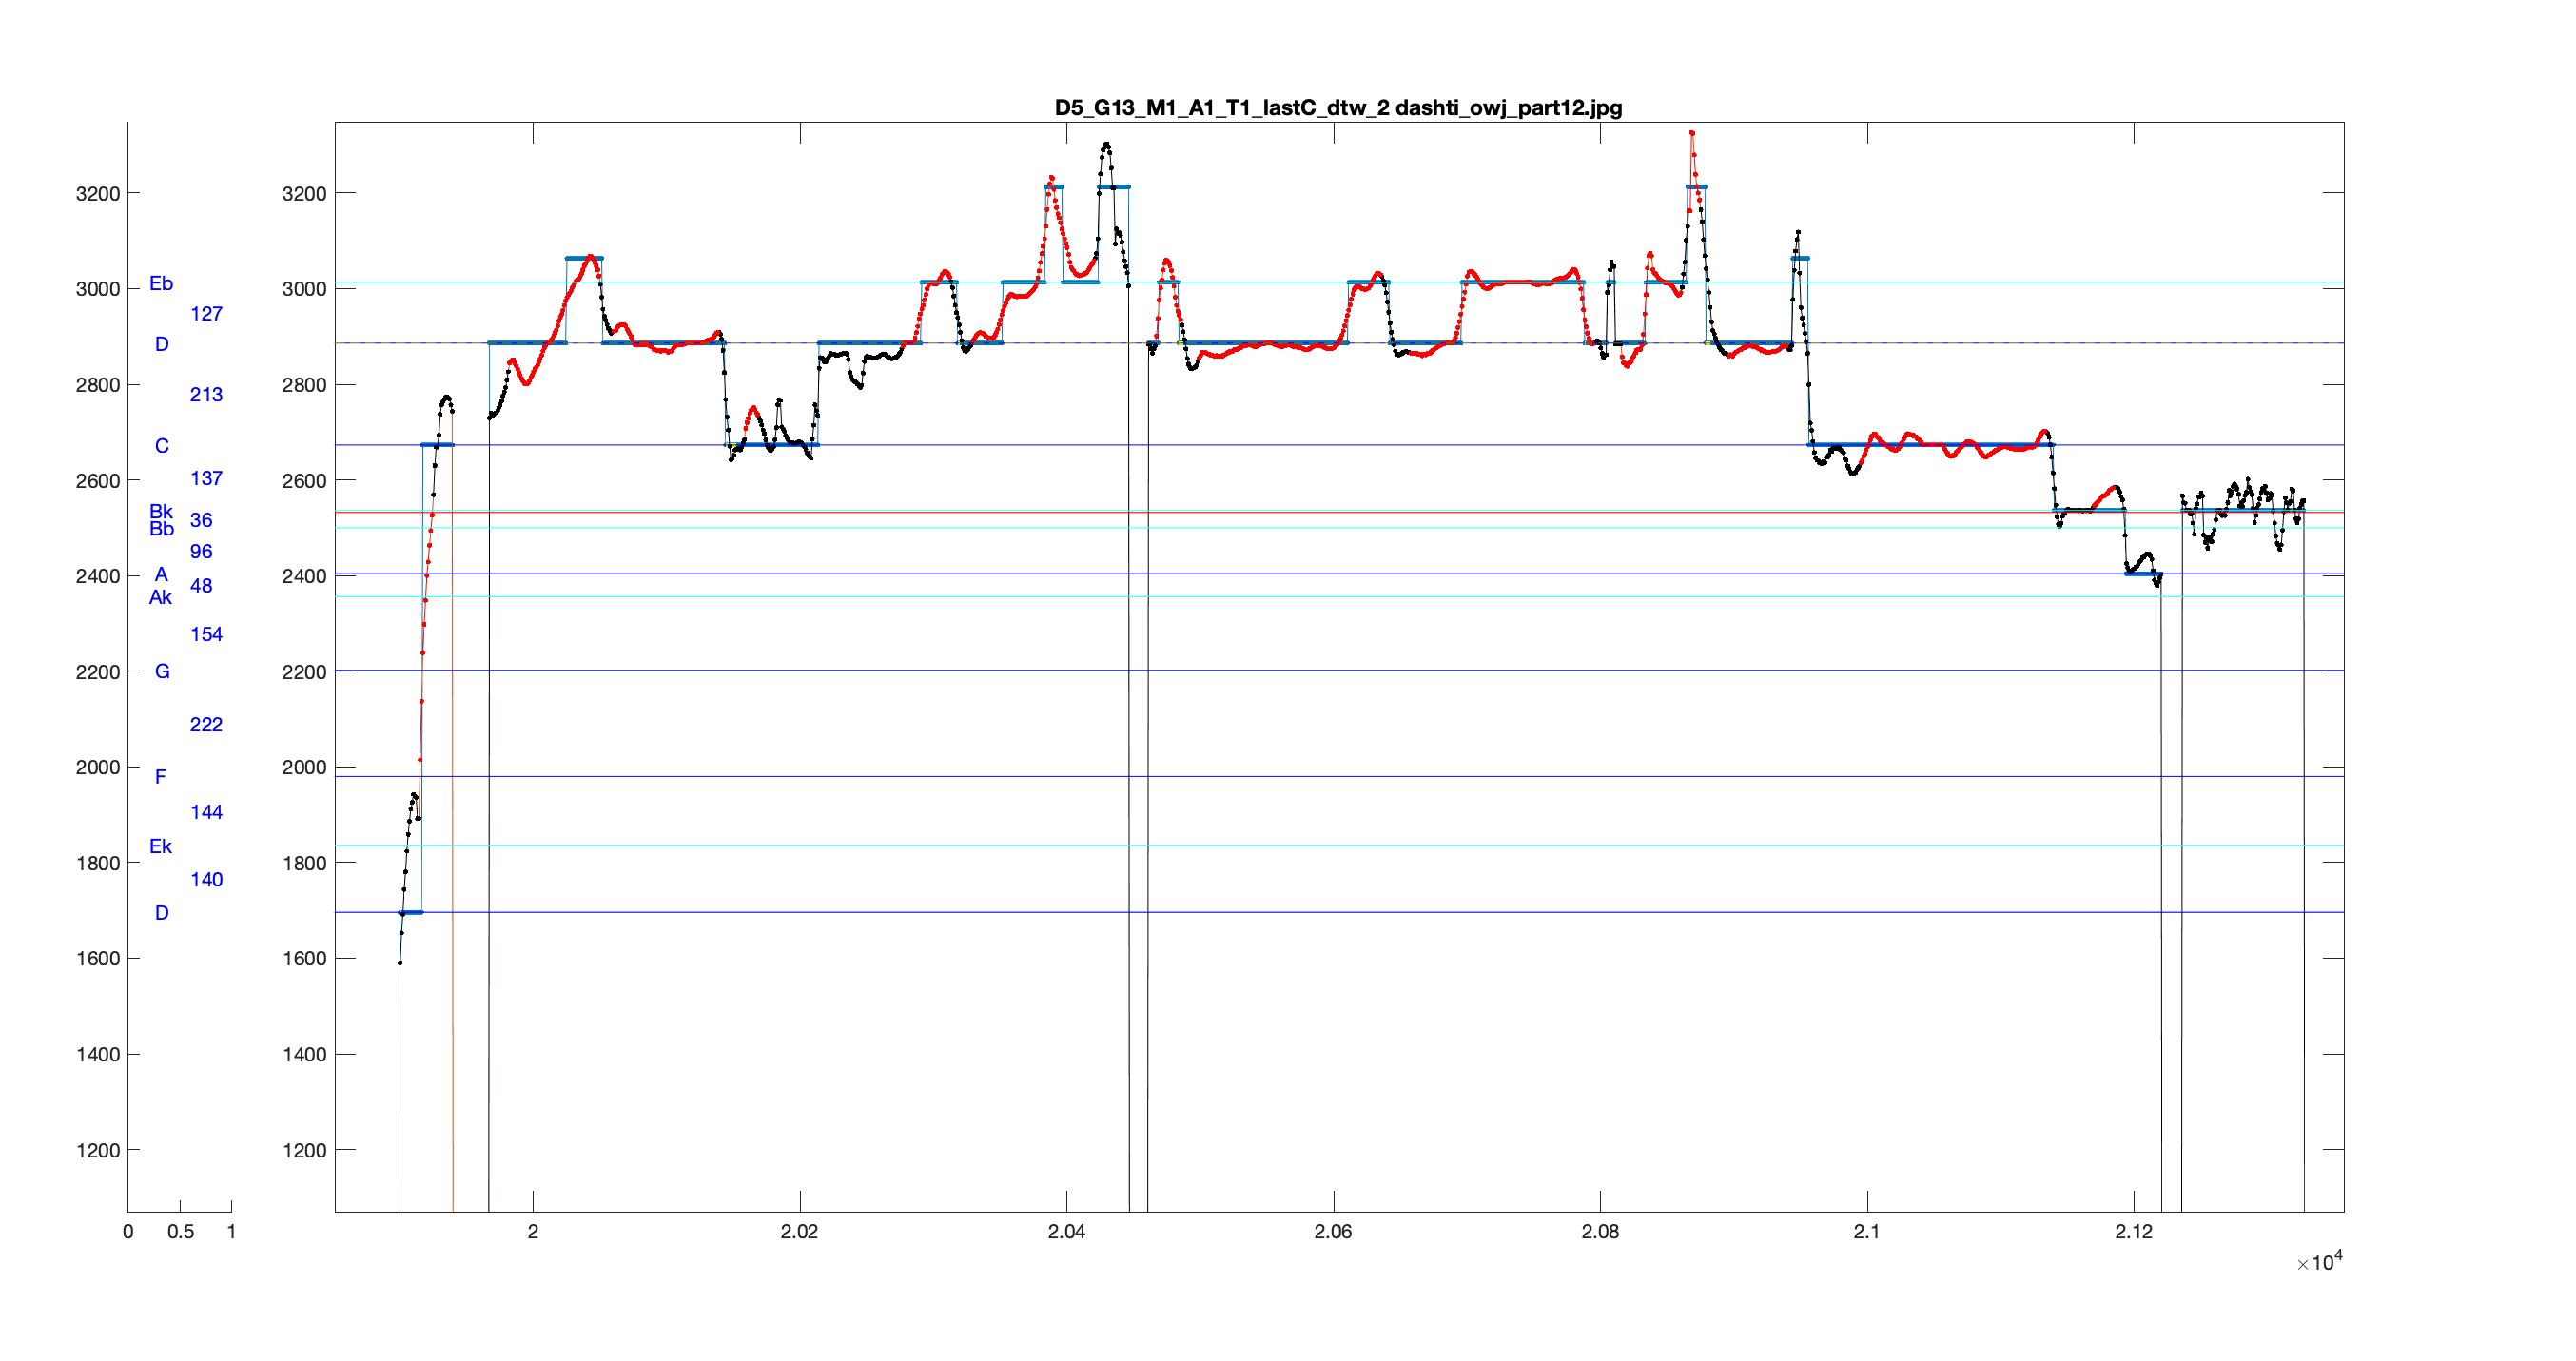 D5_G13_M1_A1_T1_lastC_dtw_2 dashti_owj_part12.jpg
3200 3200
Eb
3000 3000
127
D
2800 213 2800
C
137
2600 2600
Bk
36
Bb
96
2400 A 2400
48
Ak
154
G
2200 2200
222
2000 F 2000
144
Ek
1800 1800
140
D
1600 1600
1400 1400
1200 1200
0 0.5 1 2 2.02 2.04 2.06 2.08 2.1 2.12
×10^4